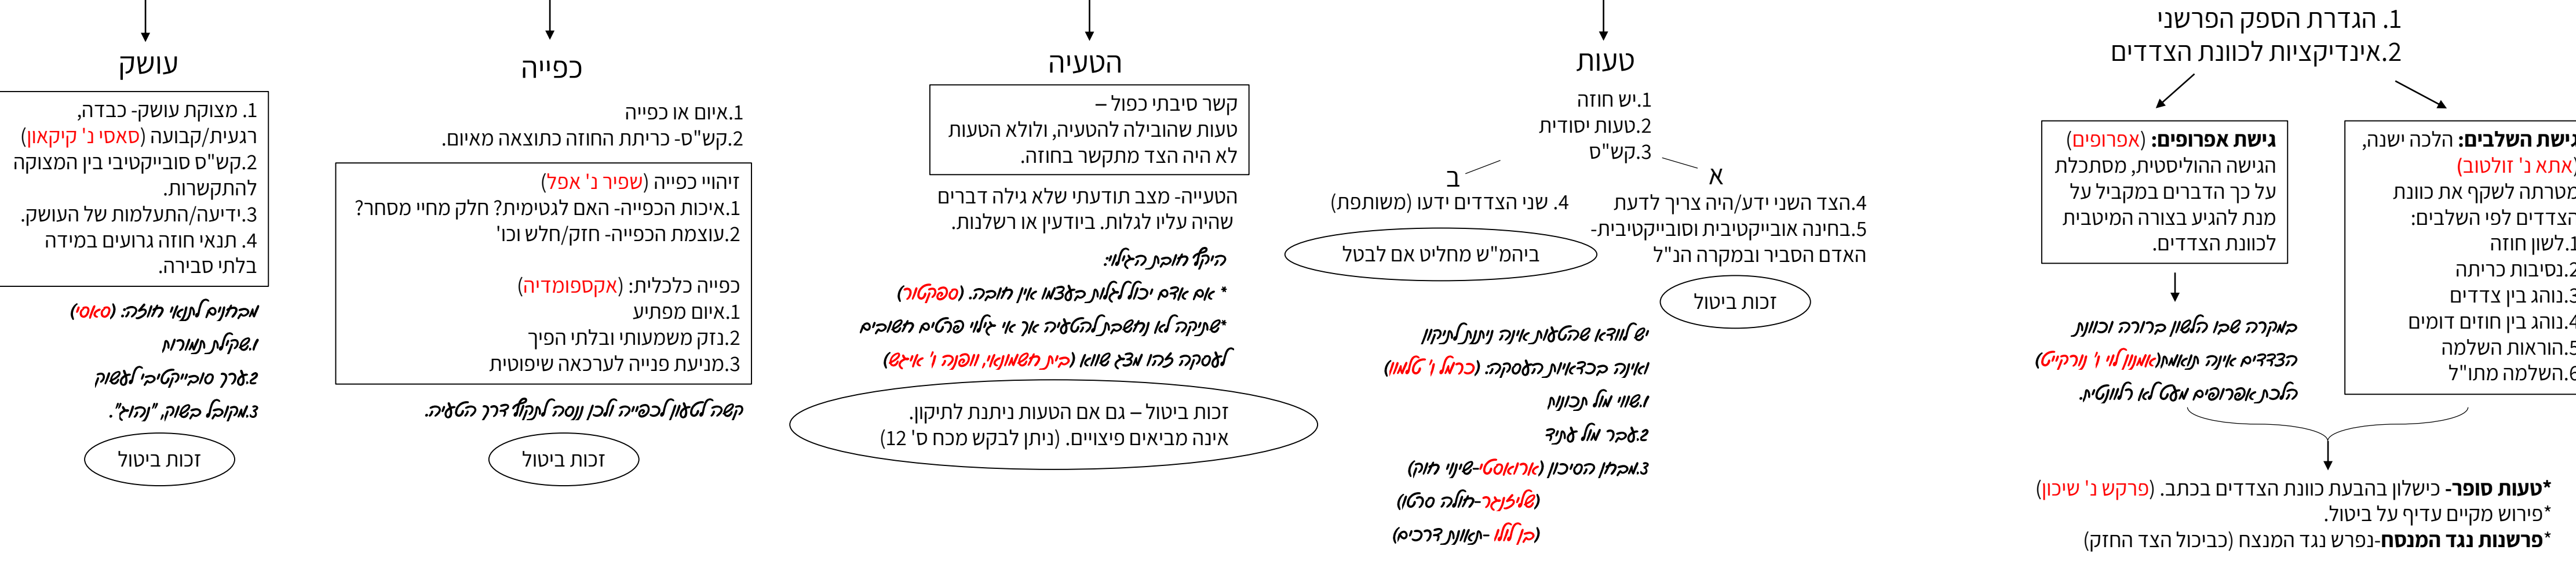 1. הגדרת הספק הפרשני
2.אינדיקציות לכוונת הצדדים
גישת השלבים: הלכה ישנה,
(אתא נ' זולטוב)
מטרתה לשקף את כוונת
הצדדים לפי השלבים:
1.לשון חוזה
2.נסיבות כריתה
3.נוהג בין צדדים
4.נוהג בין חוזים דומים
5.הוראות השלמה
6.השלמה מתו"ל
גישת אפרופים: (אפרופים)
הגישה ההוליסטית, מסתכלת
על כך הדברים במקביל על
מנת להגיע בצורה המיטבית
לכוונת הצדדים.
במקרה שבו הלשון ברורה וכוונת
הצדדים אינה תואמת(אמנון לוי נ' נורקייט)
הלכת אפרופים מעט לא רלוונטית.
*טעות סופר- כישלון בהבעת כוונת הצדדים בכתב. (פרקש נ' שיכון)
*פירוש מקיים עדיף על ביטול.
*פרשנות נגד המנסח-נפרש נגד המנצח (כביכול הצד החזק)
טעות
1.יש חוזה
2.טעות יסודית
3.קש"ס
א
4.הצד השני ידע/היה צריך לדעת
5.בחינה אובייקטיבית וסובייקטיבית-
האדם הסביר ובמקרה הנ"ל
זכות ביטול
ב
4. שני הצדדים ידעו (משותפת)
ביהמ"ש מחליט אם לבטל
יש לוודא שהטעות אינה ניתנת לתיקון
ואינה בכדאיות העסקה: (כרמל נ' טלמון)
1.שווי מול תכונות
2.עבר מול עתיד
3.מבחן הסיכון (ארואסטי-שינוי חוק)
(שליזנגר-חולה סרטן)
(בן לולו -תאונת דרכים)
הטעיה
קשר סיבתי כפול –
טעות שהובילה להטעיה, ולולא הטעות
לא היה הצד מתקשר בחוזה.
הטעייה- מצב תודעתי שלא גילה דברים
שהיה עליו לגלות. ביודעין או רשלנות.
היקף חובת הגילוי:
* אם אדם יכול לגלות בעצמו אין חובה. (ספקטור)
*שתיקה לא נחשבת להטעיה אך אי גילוי פרטים חשובים
לעסקה זהו מצג שווא (בית חשמונאי, וופנה נ' איגש)
זכות ביטול – גם אם הטעות ניתנת לתיקון.
אינה מביאים פיצויים. (ניתן לבקש מכח ס' 12)
כפייה
1.איום או כפייה
2.קש"ס- כריתת החוזה כתוצאה מאיום.
זיהויי כפייה (שפיר נ' אפל)
1.איכות הכפייה- האם לגטימית? חלק מחיי מסחר?
2.עוצמת הכפייה- חזק/חלש וכו'
כפייה כלכלית: (אקספומדיה)
1.איום מפתיע
2.נזק משמעותי ובלתי הפיך
3.מניעת פנייה לערכאה שיפוטית
קשה לטעון לכפייה ולכן ננסה לתקוף דרך הטעיה.
זכות ביטול
עושק
1. מצוקת עושק- כבדה,
רגעית/קבועה (סאסי נ' קיקאון)
2.קש"ס סובייקטיבי בין המצוקה
להתקשרות.
3.ידיעה/התעלמות של העושק.
4. תנאי חוזה גרועים במידה
בלתי סבירה.
מבחנים לתנאי חוזה: (סאסי)
1.שקילת תמורות
2.ערך סובייקטיבי לעשוק
3.מקובל בשוק, "נהוג".
זכות ביטול